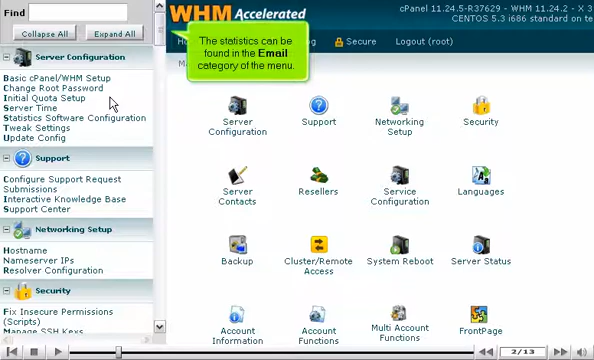 Find
Collapse All
Expand All
Server Configuration
Basic cPanel/WHM Setup
Change Root Password
Initial Quota Setup
Server Time
Statistics Software Configuration
Tweak Settings
Update Config
Support
Configure Support Request
Submissions
Interactive Knowledge Base
Support Center
Networking Setup
Hostname
Nameserver IPs
Resolver Configuration
Security
Fix Insecure Permissions
(Scripts)
Manage SSH Keys
WHM Accelerated
cPanel 11.24.5-R37629 - WHM 11.24.2 - X 3
CENTOS 5.3 i686 standard on
Secure
Logout (root)
The statistics can be
found in the Email
category of the menu.
Server
Configuration
Support
Networking
Setup
Security
Server
Contacts
Resellers
Service
Configuration
Languages
Backup
Cluster/Remote
Access
System Reboot
Server Status
Account
Information
Account
Functions
Multi Account
Functions
FrontPage
2/13